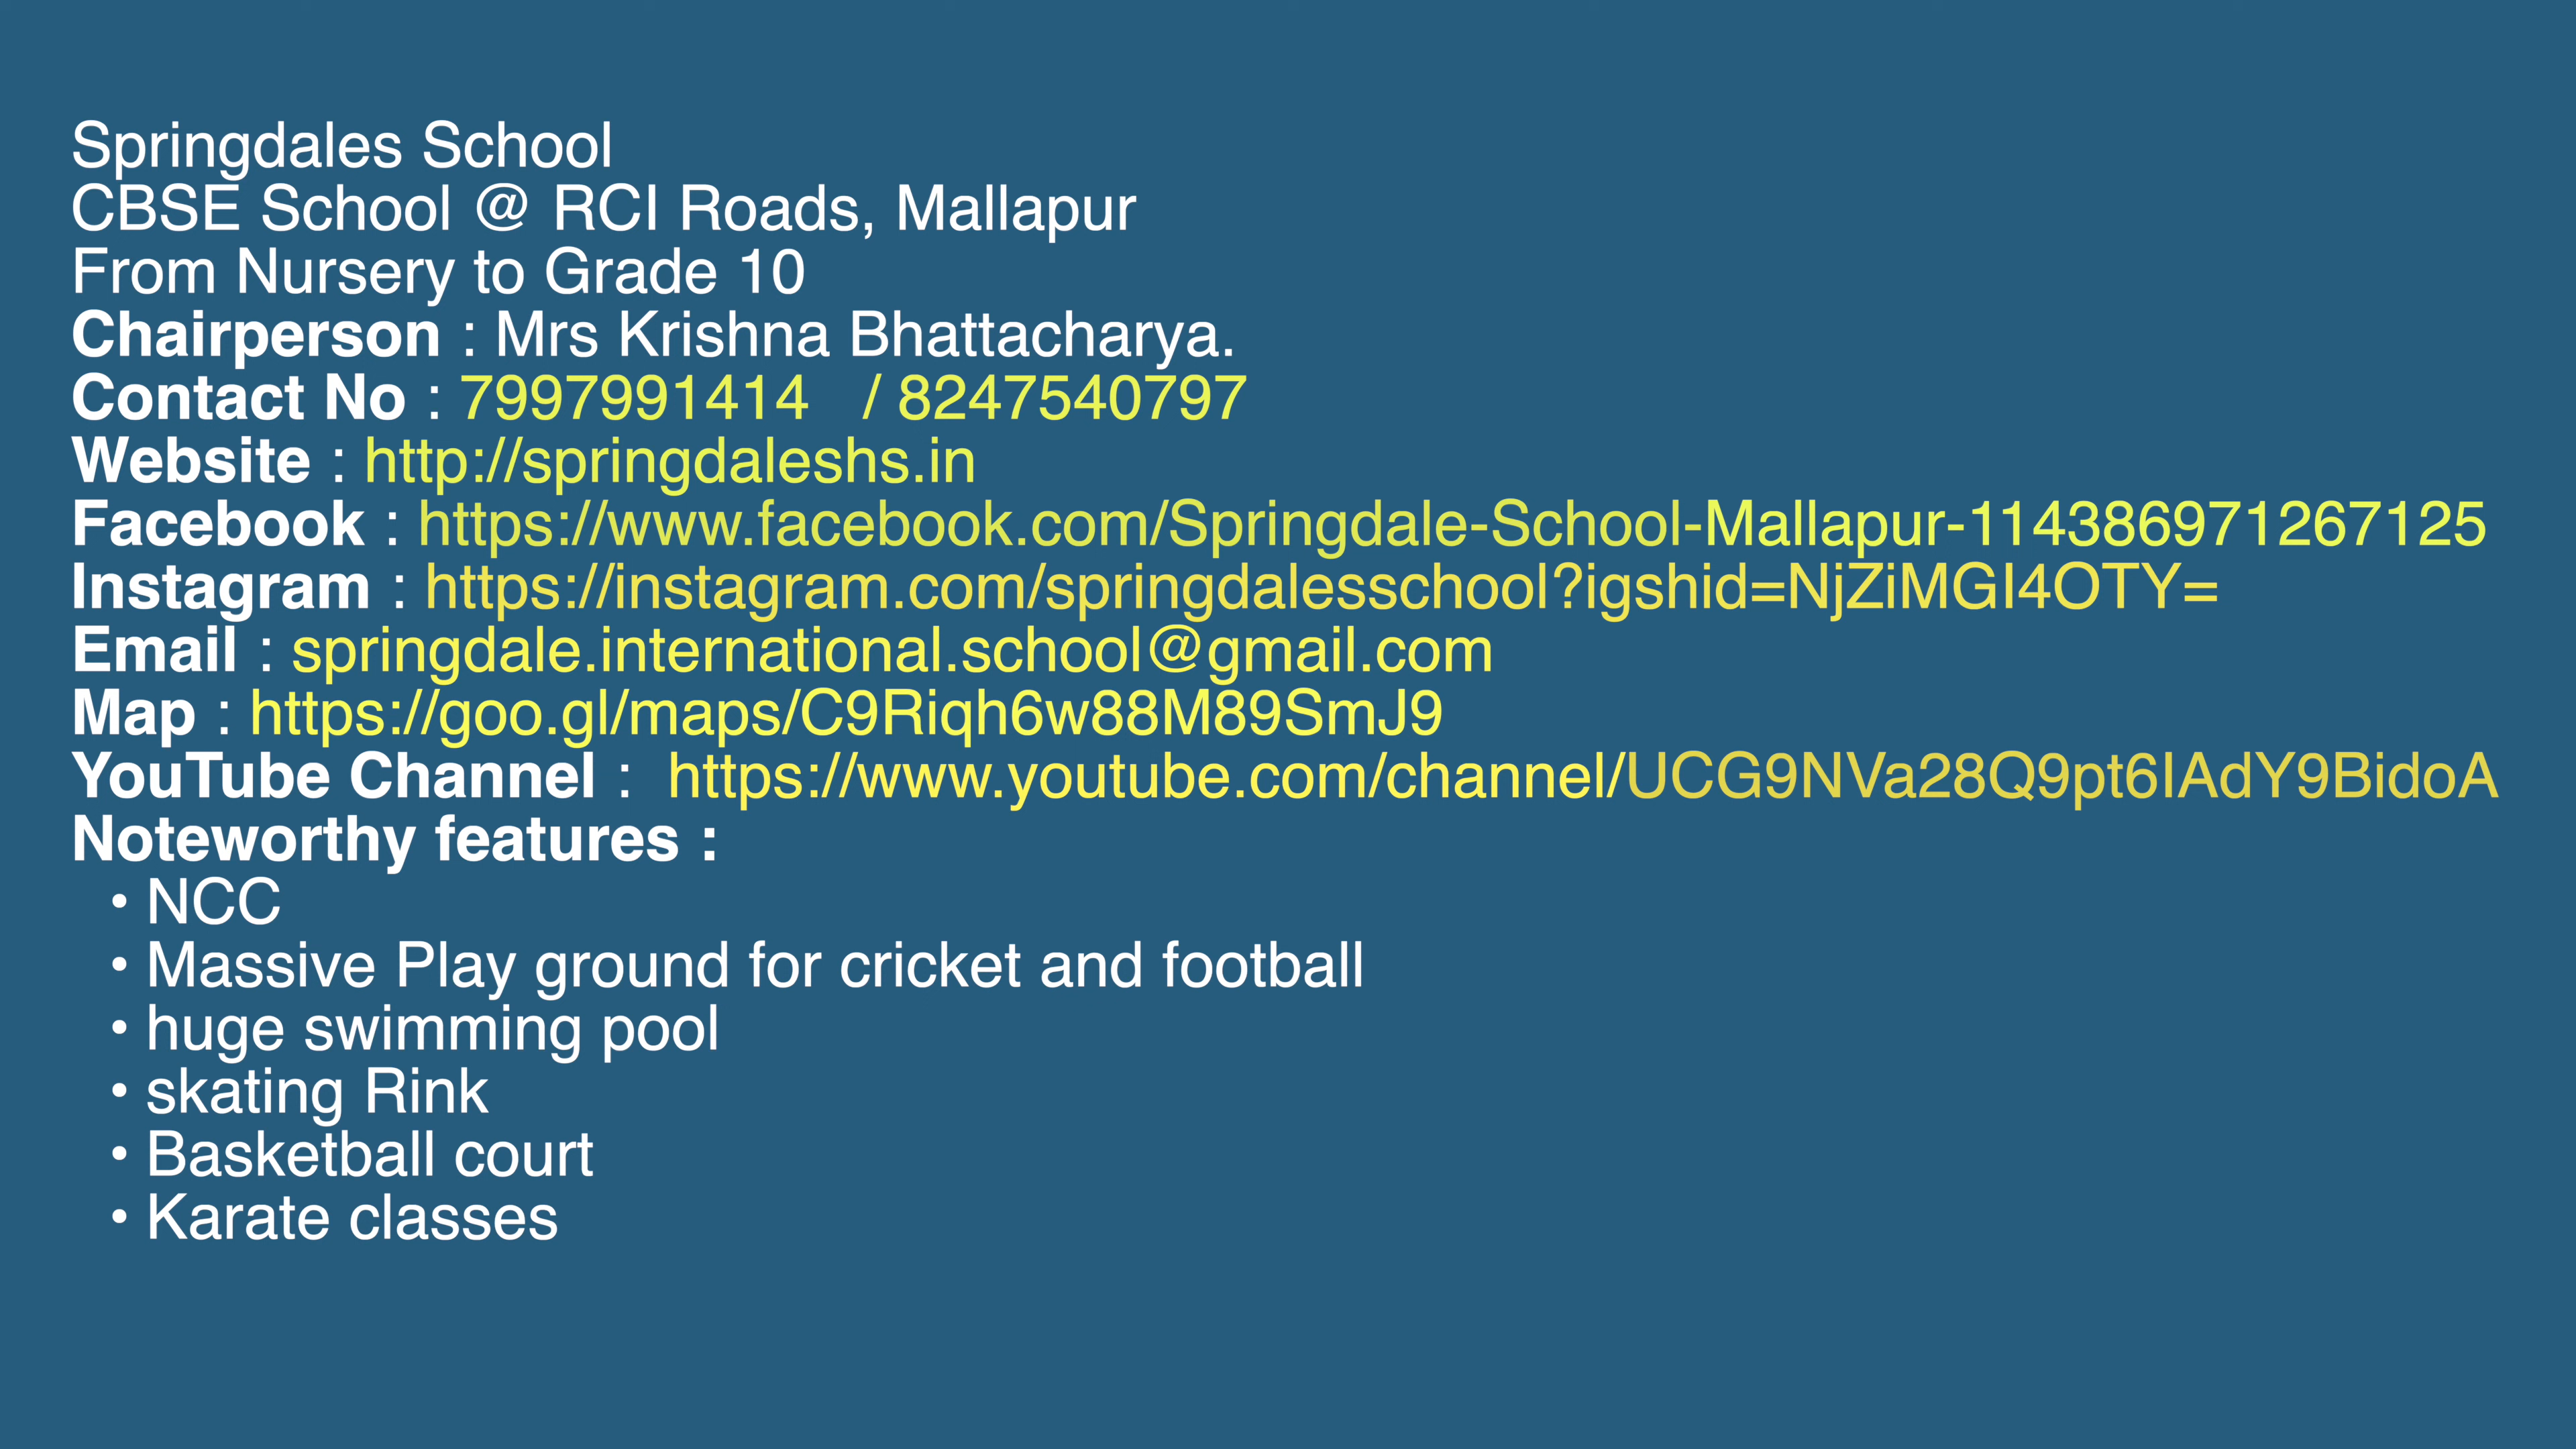 Springdales School
CBSE School @ RCI Roads, Mallapur
From Nursery to Grade 10
Chairperson : Mrs Krishna Bhattacharya.
Contact No : 7997991414 / 8247540797
Website : http://springdaleshs.in
Facebook : https://www.facebook.com/Springdale-School-Mallapur-114386971267125
Instagram : https://instagram.com/springdalesschool?igshid=NjZiMGI4OTY=
Email : springdale.international.school@gmail.com
Map : https://goo.gl/maps/C9Riqh6w88M89SmJ9
YouTube Channel : https://www.youtube.com/channel/UCG9NVa28Q9pt6IAdY9BidoA
Noteworthy features :
• NCC
• Massive Play ground for cricket and football
• huge swimming pool
• skating Rink
• Basketball court
• Karate classes